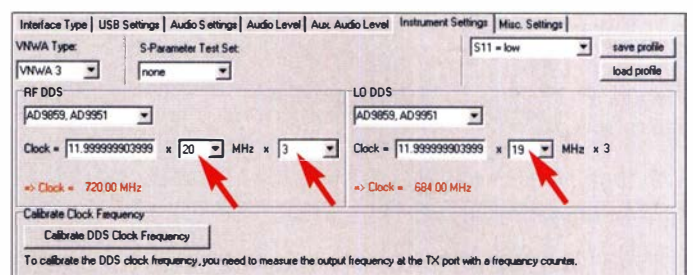 Interface Type USB Settings Audio Settings Audio Level Aux. Audio Level Instrument Settings Misc. Settings
VNWA Type: S-Parameter Test Set: S11 = low save profile
VNWA 3 none load profile
RF DDS LO DDS
AD9859, AD9951 AD9859, AD9951
Clock = 11.999999903999 x 20 MHz x 3 Clock = 11.999999903999 x 19 MHz x 3
=> Clock = 720.00 MHz => Clock = 684.00 MHz
Calibrate Clock Frequency
Calibrate DDS Clock Frequency
To calibrate the DDS clock frequency, you need to measure the output frequency at the TX port with a frequency counter.